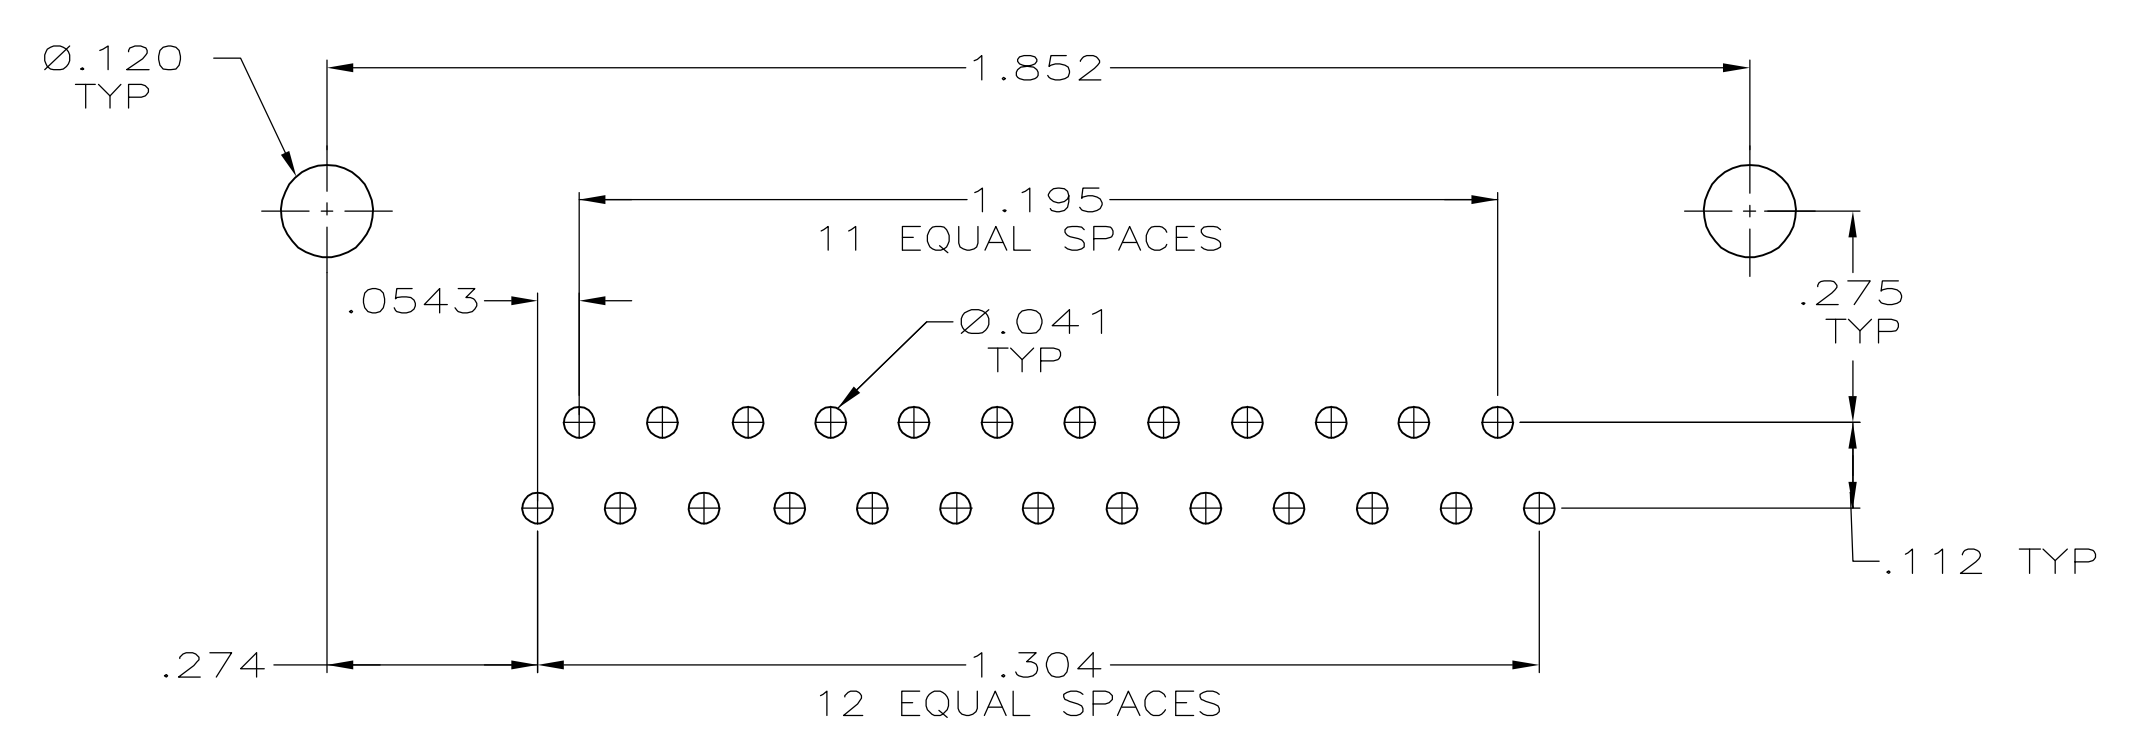 Ø.120
TYP
1.852
1.195
11 EQUAL SPACES
.0543
Ø.041
TYP
.275
TYP
.112 TYP
.274
1.304
12 EQUAL SPACES